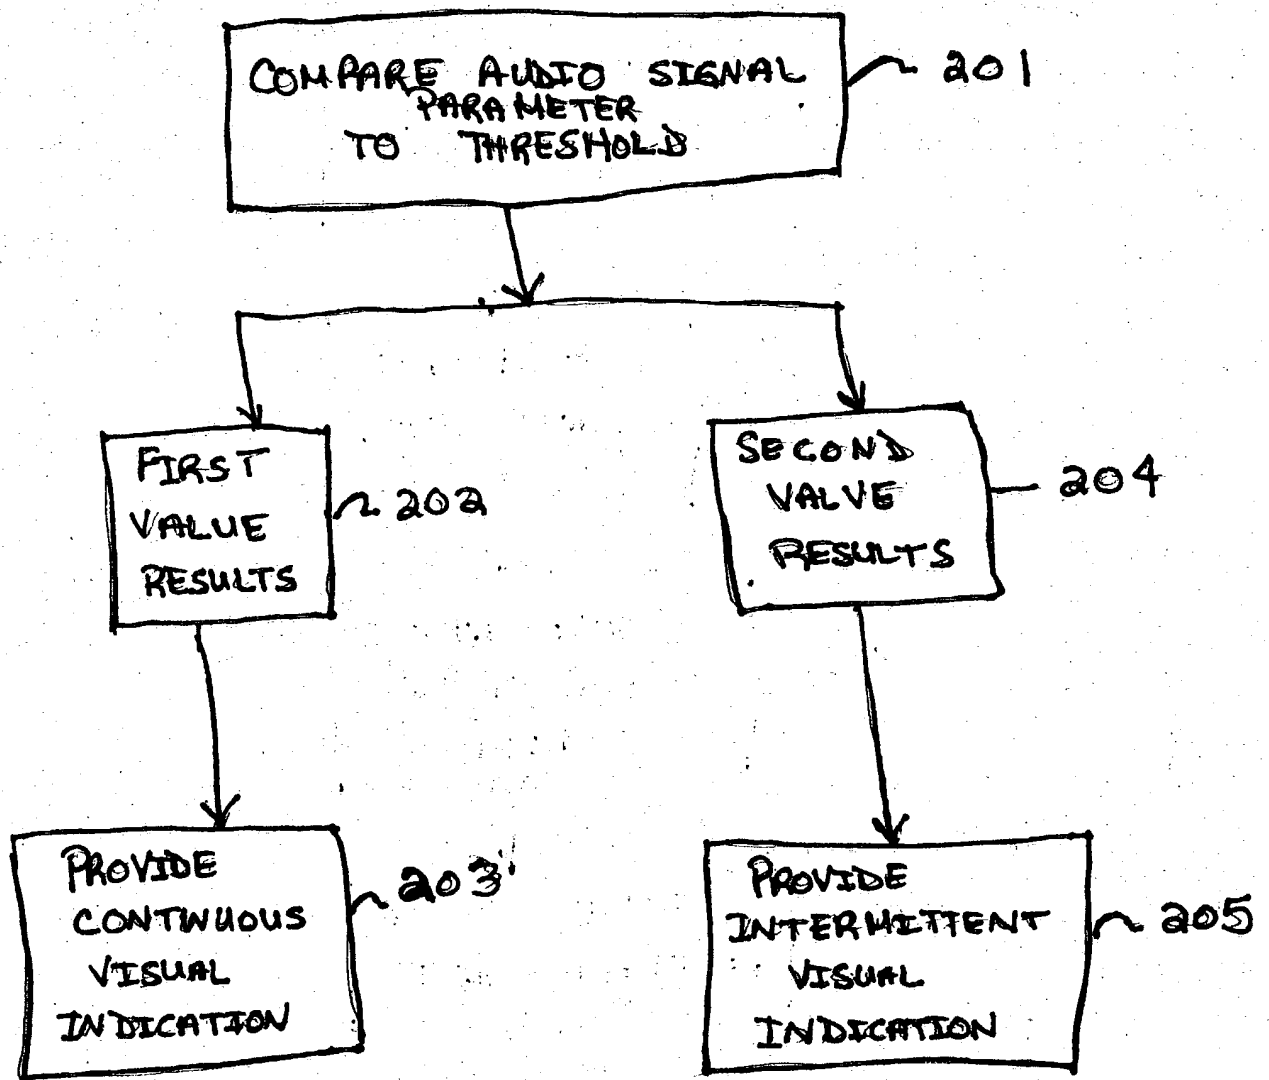 COMPARE AUDIO SIGNAL
PARAMETER
TO THRESHOLD
201
FIRST
VALUE
RESULTS
202
SECOND
VALVE
RESULTS
204
PROVIDE
CONTINUOUS
VISUAL
INDICATION
203
PROVIDE
INTERMITTENT
VISUAL
INDICATION
205